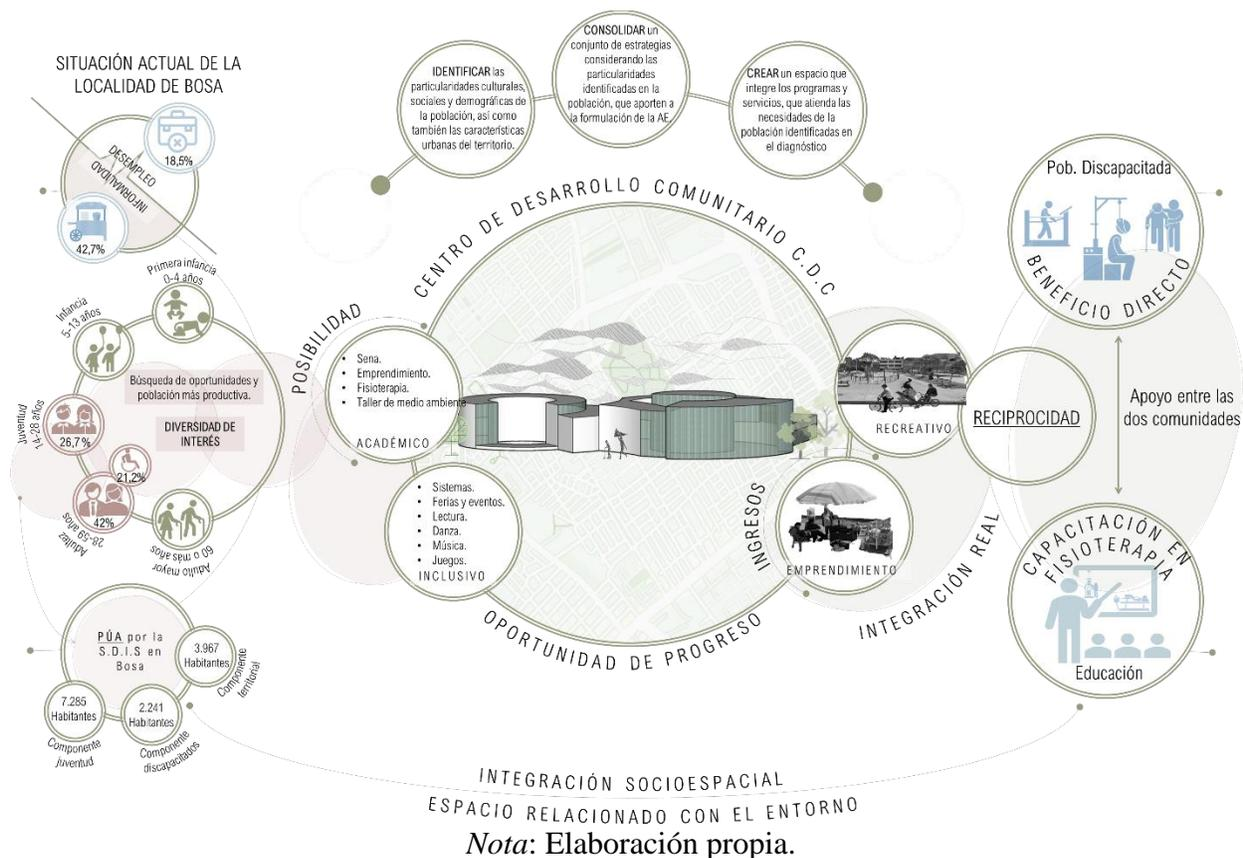 SITUACIÓN ACTUAL DE LA
LOCALIDAD DE BOSA
DESEMPLEO
18,5%
INFORMALIDAD
42,7%
Primera infancia
0-4 años
Infancia
5-13 años
Búsqueda de oportunidades y
población más productiva.
DIVERSIDAD DE
INTERÉS
Juventud
14-28 años
26,7 %
21,2%
42%
Adultez
28-59 años
Adulto mayor
60 o más años
PÚA por la
S.D.I.S en
Bosa
3.967
Habitantes
Componente
territorial
7.285
Habitantes
Componente
juventud
2.241
Habitantes
Componente
discapacitados
IDENTIFICAR las
particularidades culturales,
sociales y demográficas de
la población, así como
también las características
urbanas del territorio.
CONSOLIDAR un
conjunto de estrategias
considerando las
particularidades
identificadas en la
población, que aporten a
la formulación de la AE.
CREAR un espacio que
integre los programas y
servicios, que atienda las
necesidades de la
población identificadas en
el diagnóstico
CENTRO DE DESARROLLO COMUNITARIO C.D.C
POSIBILIDAD
• Sena.
• Emprendimiento.
• Fisioterapia.
• Taller de medio ambiente
ACADÉMICO
• Sistemas.
• Ferias y eventos.
• Lectura.
• Danza.
• Música.
• Juegos.
INCLUSIVO
RECREATIVO
INGRESOS
EMPRENDIMIENTO
OPORTUNIDAD DE PROGRESO
INTEGRACIÓN REAL
RECIPROCIDAD
Pob. Discapacitada
BENEFICIO DIRECTO
Apoyo entre las
dos comunidades
CAPACITACIÓN EN
FISIOTERAPIA
Educación
INTEGRACIÓN SOCIOESPACIAL
ESPACIO RELACIONADO CON EL ENTORNO
Nota: Elaboración propia.